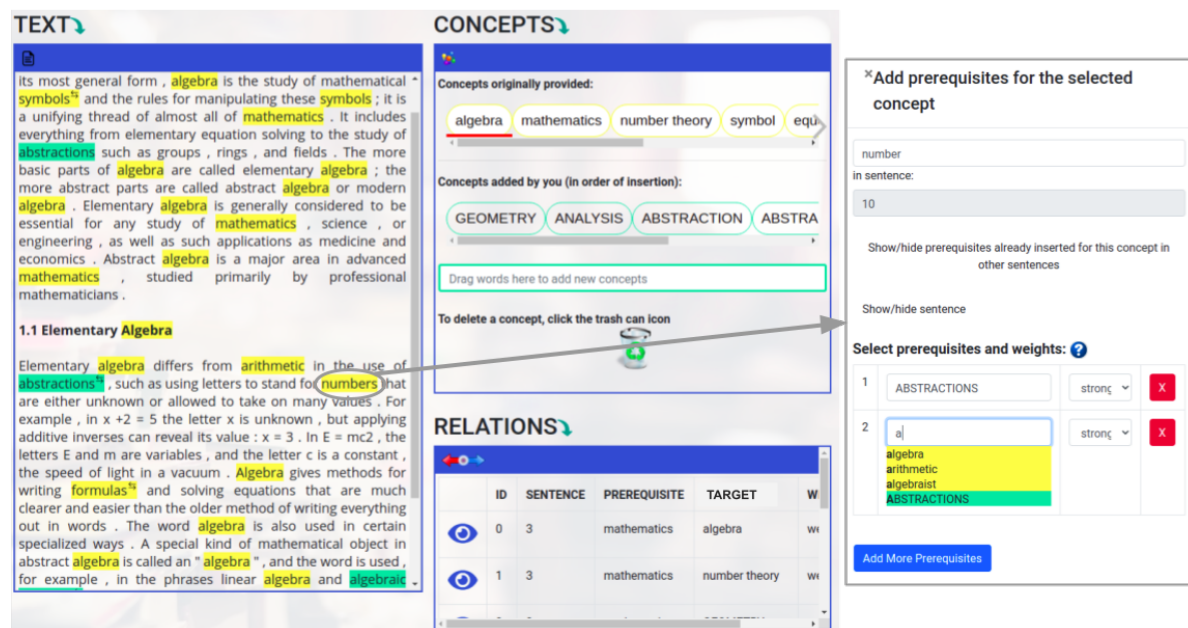 TEXT
its most general form , algebra is the study of mathematical
symbols and the rules for manipulating these symbols ; it is
a unifying thread of almost all of mathematics . It includes
everything from elementary equation solving to the study of
abstractions such as groups , rings , and fields . The more
basic parts of algebra are called elementary algebra ; the
more abstract parts are called abstract algebra or modern
algebra . Elementary algebra is generally considered to be
essential for any study of mathematics , science , or
engineering , as well as such applications as medicine and
economics . Abstract algebra is a major area in advanced
mathematics , studied primarily by professional
mathematicians .
1.1 Elementary Algebra
Elementary algebra differs from arithmetic in the use of
abstractions , such as using letters to stand for numbers that
are either unknown or allowed to take on many values . For
example , in x +2 = 5 the letter x is unknown , but applying
additive inverses can reveal its value : x = 3 . In E = mc2 , the
letters E and m are variables , and the letter c is a constant ,
the speed of light in a vacuum . Algebra gives methods for
writing formulas and solving equations that are much
clearer and easier than the older method of writing everything
out in words . The word algebra is also used in certain
specialized ways . A special kind of mathematical object in
abstract algebra is called an " algebra " , and the word is used ,
for example , in the phrases linear algebra and algebraic
CONCEPTS
Concepts originally provided:
algebra mathematics number theory symbol equ
Concepts added by you (in order of insertion):
GEOMETRY ANALYSIS ABSTRACTION ABSTRA
Drag words here to add new concepts
To delete a concept, click the trash can icon
RELATIONS
ID SENTENCE PREREQUISITE TARGET W
0 3 mathematics algebra we
1 3 mathematics number theory we
×Add prerequisites for the selected
concept
number
in sentence:
10
Show/hide prerequisites already inserted for this concept in
other sentences
Show/hide sentence
Select prerequisites and weights: ?
1 ABSTRACTIONS strong X
2 a strong X
algebra
arithmetic
algebraist
ABSTRACTIONS
Add More Prerequisites